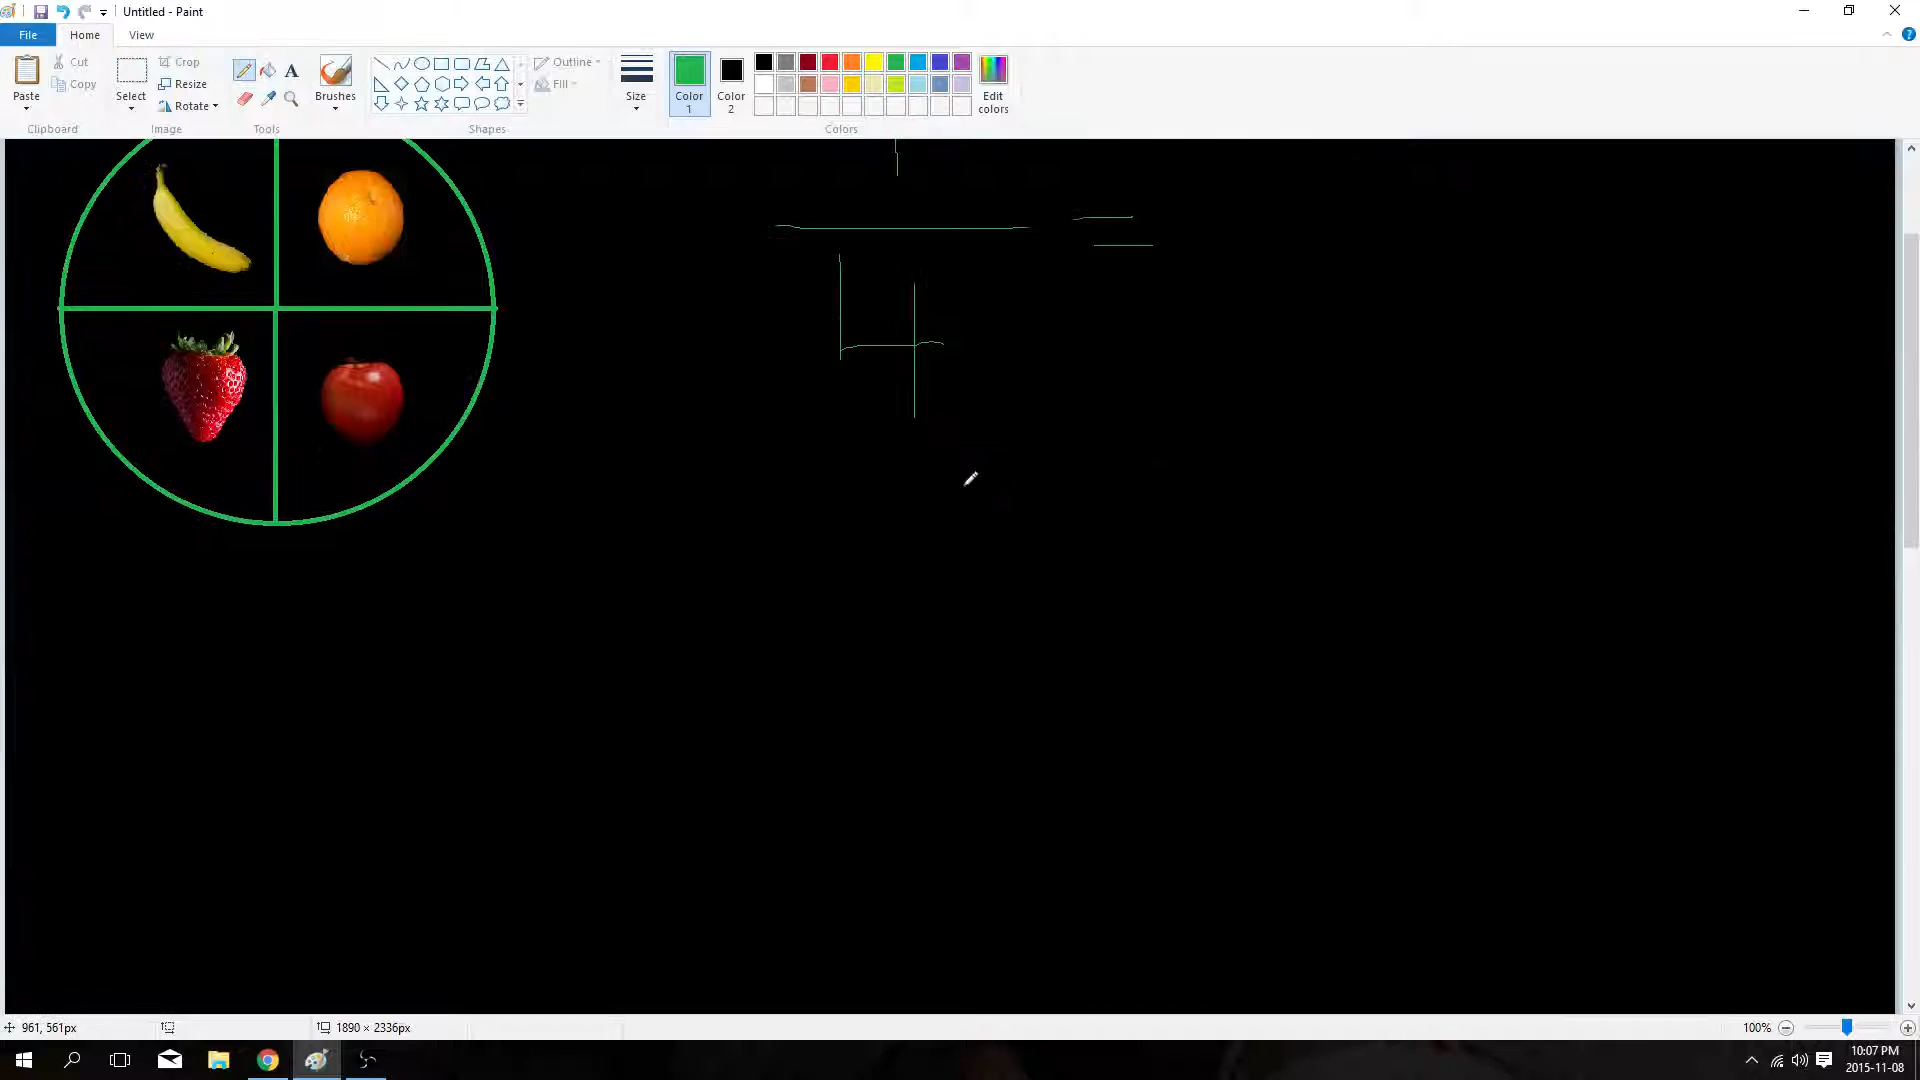 Untitled - Paint
File Home View
Paste
Cut
Copy
Clipboard
Select
Crop
Resize
Rotate
Image
A
Tools
Brushes
Shapes
Outline
Fill
Size
Color 1
Color 2
Edit colors
Colors
=
4
961, 561px
1890 × 2336px
100%
10:07 PM
2015-11-08